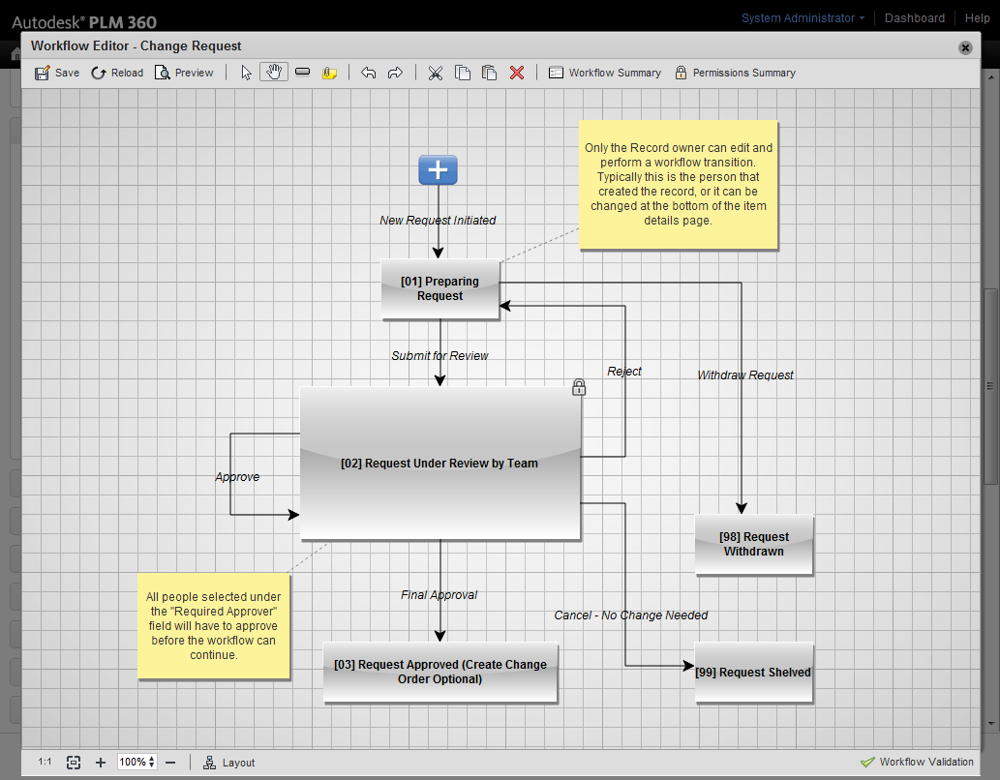 Autodesk® PLM 360
System Administrator
Dashboard
Help
Workflow Editor - Change Request
Save
Reload
Preview
Workflow Summary
Permissions Summary
Only the Record owner can edit and
perform a workflow transition.
Typically this is the person that
created the record, or it can be
changed at the bottom of the item
details page.
New Request Initiated
[01] Preparing
Request
Submit for Review
Reject
Withdraw Request
[02] Request Under Review by Team
Approve
[98] Request
Withdrawn
All people selected under
the "Required Approver"
field will have to approve
before the workflow can
continue.
Final Approval
Cancel - No Change Needed
[03] Request Approved (Create Change
Order Optional)
[99] Request Shelved
1:1
100%
Layout
Workflow Validation